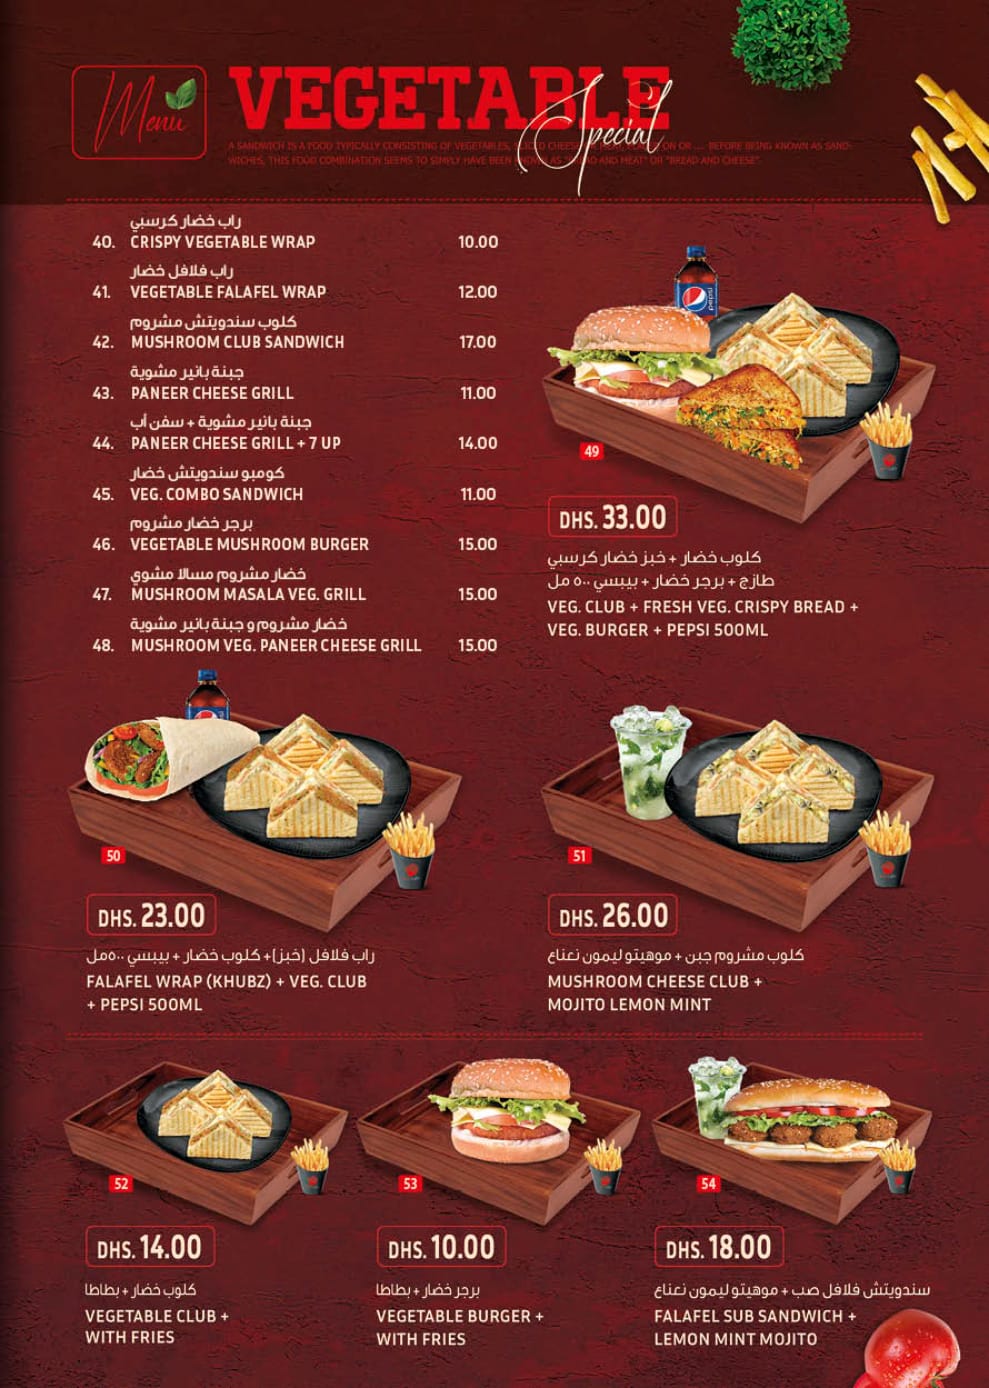 Menu
VEGETABLE
Special
A SANDWICH IS A FOOD TYPICALLY CONSISTING OF VEGETABLES, SLICED CHEESE OR MEAT, PLACED ON OR .... BEFORE BEING KNOWN AS SAND-
WICHES, THIS FOOD COMBINATION SEEMS TO SIMPLY HAVE BEEN KNOWN AS "BREAD AND MEAT" OR "BREAD AND CHEESE".
راب خضار كرسبي
40. CRISPY VEGETABLE WRAP 10.00
راب فلافل خضار
41. VEGETABLE FALAFEL WRAP 12.00
كلوب سندويتش مشروم
42. MUSHROOM CLUB SANDWICH 17.00
جبنة بانير مشوية
43. PANEER CHEESE GRILL 11.00
جبنة بانير مشوية + سفن أب
44. PANEER CHEESE GRILL + 7 UP 14.00
كومبو سندويتش خضار
45. VEG. COMBO SANDWICH 11.00
برجر خضار مشروم
46. VEGETABLE MUSHROOM BURGER 15.00
خضار مشروم مسالا مشوي
47. MUSHROOM MASALA VEG. GRILL 15.00
خضار مشروم و جبنة بانير مشوية
48. MUSHROOM VEG. PANEER CHEESE GRILL 15.00
pepsi
49
DHS. 33.00
كلوب خضار + خبز خضار كرسبي
طازج + برجر خضار + بيبسي ٥٠٠ مل
VEG. CLUB + FRESH VEG. CRISPY BREAD +
VEG. BURGER + PEPSI 500ML
50
DHS. 23.00
راب فلافل (خبز)+ كلوب خضار + بيبسي ٥٠٠مل
FALAFEL WRAP (KHUBZ) + VEG. CLUB
+ PEPSI 500ML
51
DHS. 26.00
كلوب مشروم جبن + موهيتو ليمون نعناع
MUSHROOM CHEESE CLUB +
MOJITO LEMON MINT
52
DHS. 14.00
كلوب خضار + بطاطا
VEGETABLE CLUB +
WITH FRIES
53
DHS. 10.00
برجر خضار + بطاطا
VEGETABLE BURGER +
WITH FRIES
54
DHS. 18.00
سندويتش فلافل صب + موهيتو ليمون نعناع
FALAFEL SUB SANDWICH +
LEMON MINT MOJITO